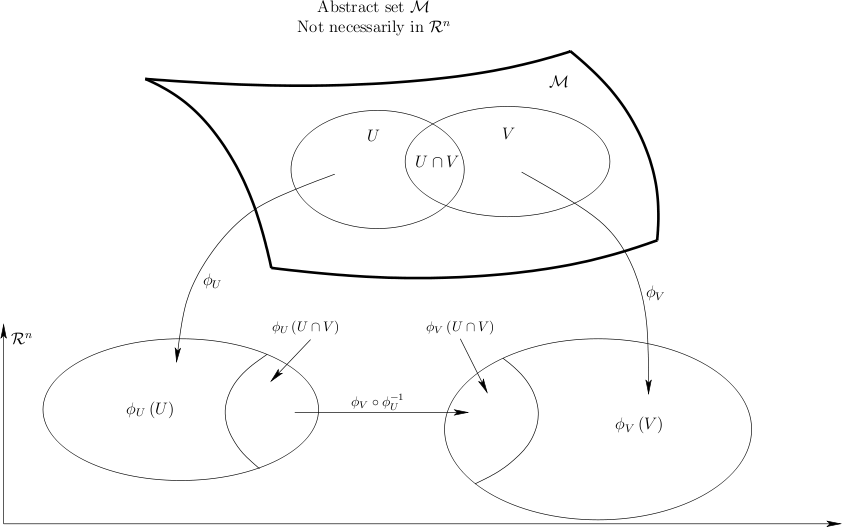 Abstract set ℳ
Not necessarily in ℛⁿ
ℳ
U
V
U ∩ V
ϕ_U
ϕ_V
ϕ_U (U ∩ V)
ϕ_V (U ∩ V)
ℛⁿ
ϕ_V ∘ ϕ_U^{-1}
ϕ_U (U)
ϕ_V (V)